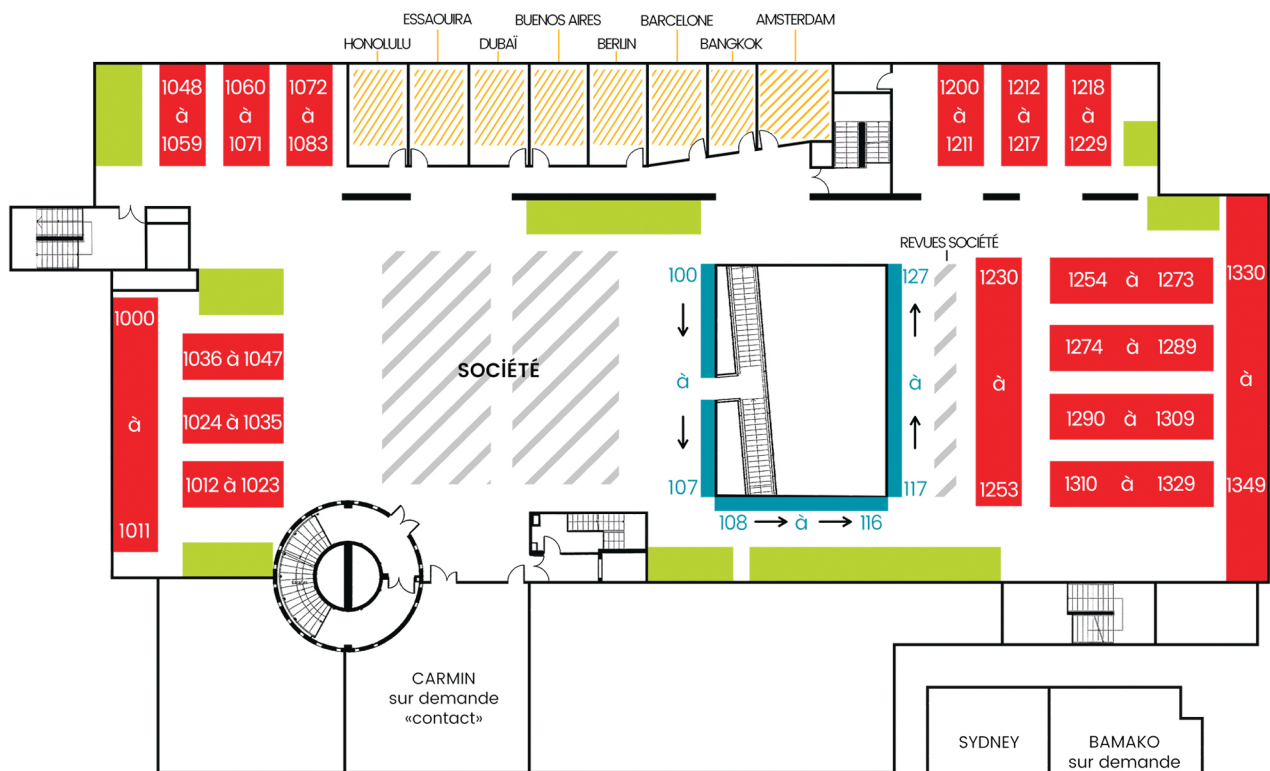 ESSAOUIRA
BUENOS AIRES
BARCELONE
AMSTERDAM
HONOLULU
DUBAÏ
BERLIN
BANGKOK
1048
à
1059
1060
à
1071
1072
à
1083
1200
à
1211
1212
à
1217
1218
à
1229
REVUES SOCIÉTÉ
100
à
107
127
à
117
108 à 116
1230
à
1253
1254 à 1273
1274 à 1289
1290 à 1309
1310 à 1329
1330
à
1349
1000
à
1011
1036 à 1047
1024 à 1035
1012 à 1023
SOCİÉTÉ
CARMIN
sur demande
«contact»
SYDNEY
BAMAKO
sur demande